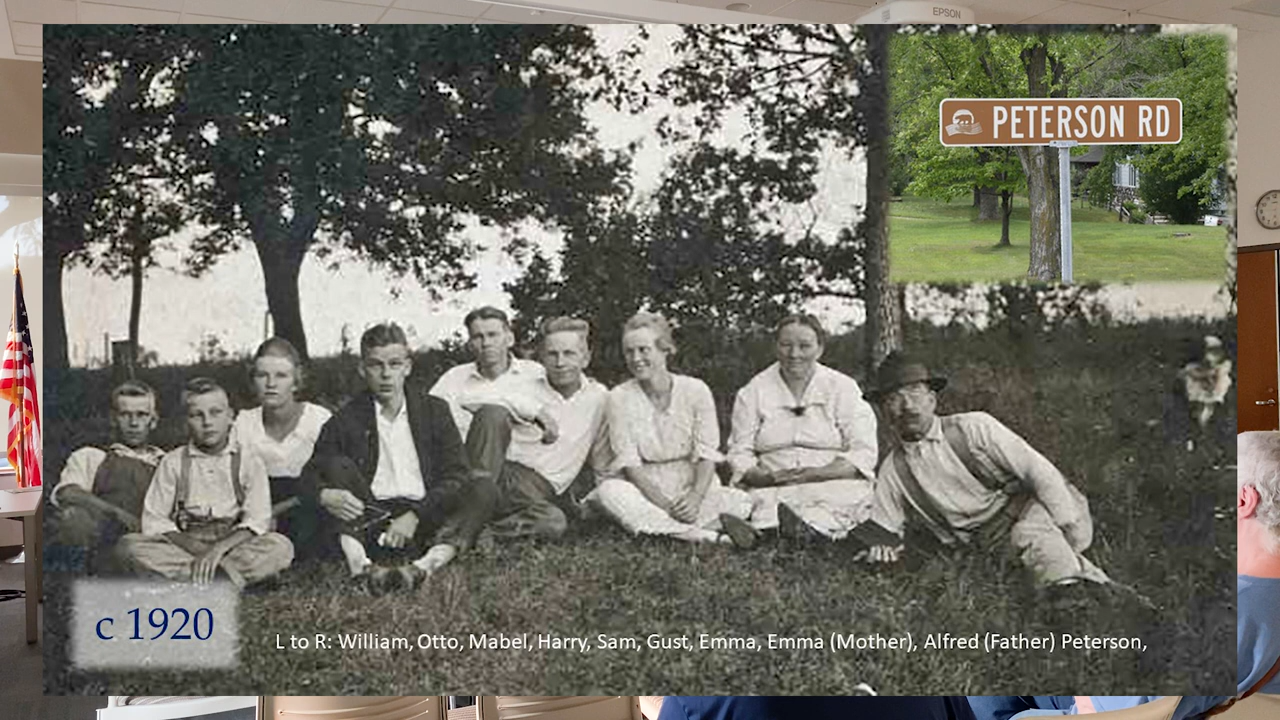 EPSON
PETERSON RD
c 1920
L to R: William, Otto, Mabel, Harry, Sam, Gust, Emma, Emma (Mother), Alfred (Father) Peterson,